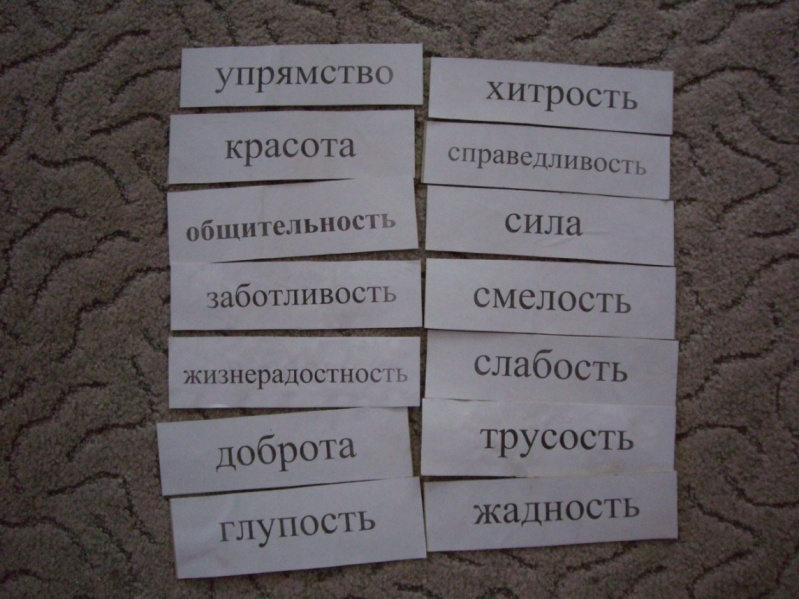 упрямство
красота
общительность
заботливость
жизнерадостность
доброта
глупость
хитрость
справедливость
сила
смелость
слабость
трусость
жадность